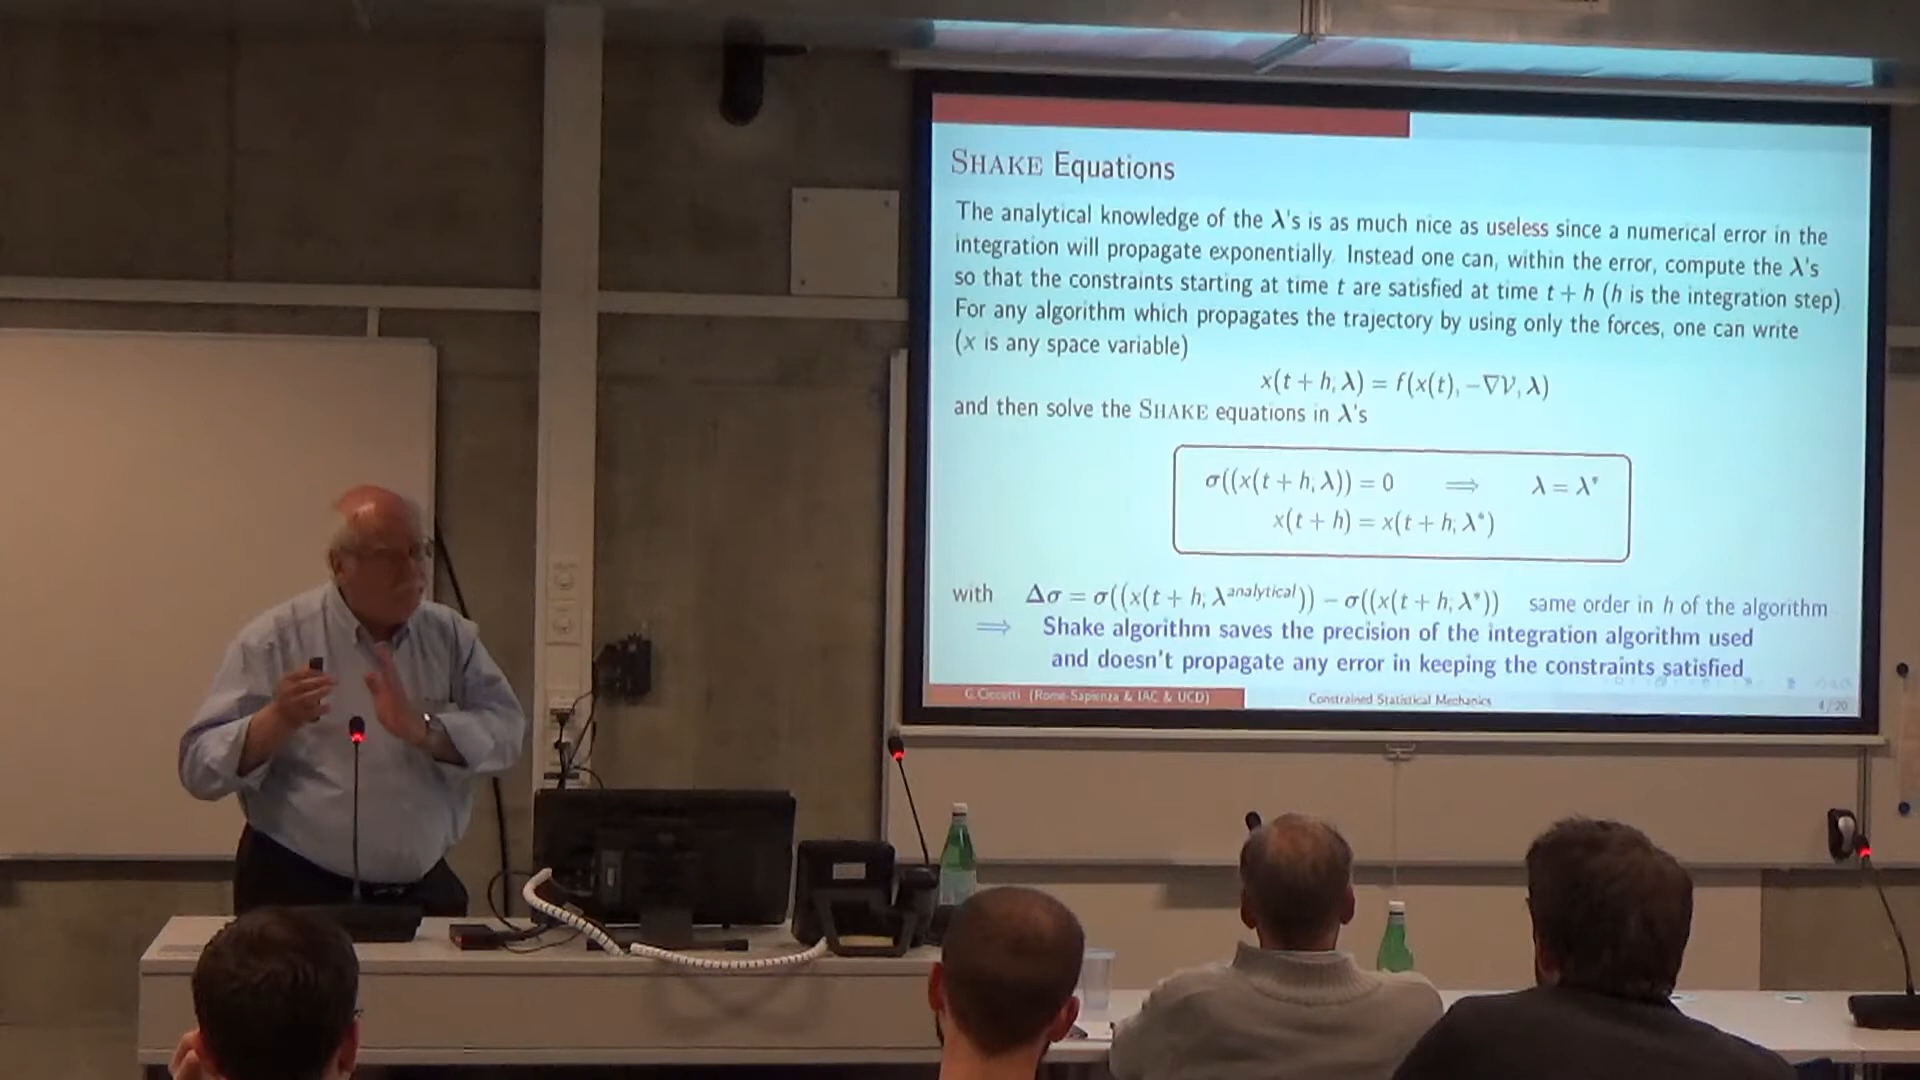 SHAKE Equations
The analytical knowledge of the λ's is as much nice as useless since a numerical error in the
integration will propagate exponentially. Instead one can, within the error, compute the λ's
so that the constraints starting at time t are satisfied at time t + h (h is the integration step)
For any algorithm which propagates the trajectory by using only the forces, one can write
(x is any space variable)
x(t + h; λ) = f(x(t), −∇V, λ)
and then solve the SHAKE equations in λ's
σ((x(t + h; λ)) = 0 ⟹ λ = λ*
x(t + h) = x(t + h; λ*)
with Δσ = σ((x(t + h; λ^analytical)) − σ((x(t + h; λ*)) same order in h of the algorithm
⟹ Shake algorithm saves the precision of the integration algorithm used
and doesn't propagate any error in keeping the constraints satisfied
G. Ciccotti (Rome-Sapienza & IAC & UCD) Constrained Statistical Mechanics 4 / 20